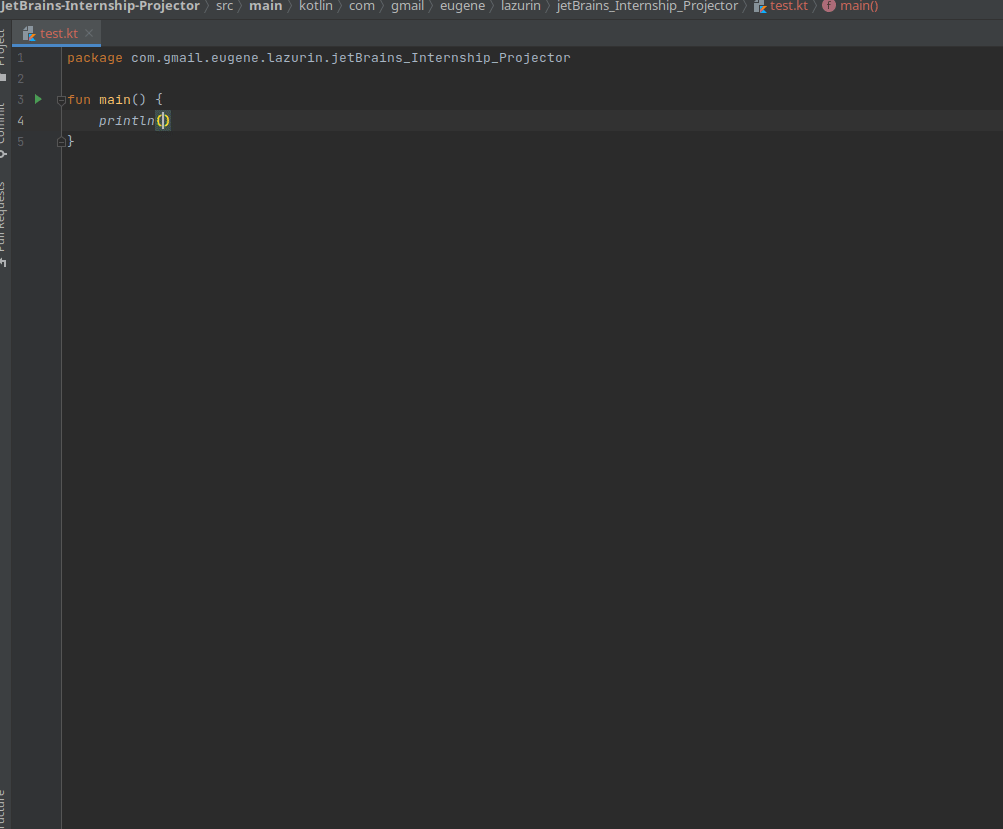 JetBrains-Internship-Projector 〉 src 〉 main 〉 kotlin 〉 com 〉 gmail 〉 eugene 〉 lazurin 〉 jetBrains_Internship_Projector 〉 test.kt 〉 f main()
test.kt ×
Project
Commit
Pull Requests
1 package com.gmail.eugene.lazurin.jetBrains_Internship_Projector
2
3 fun main() {
4 println()
5 }